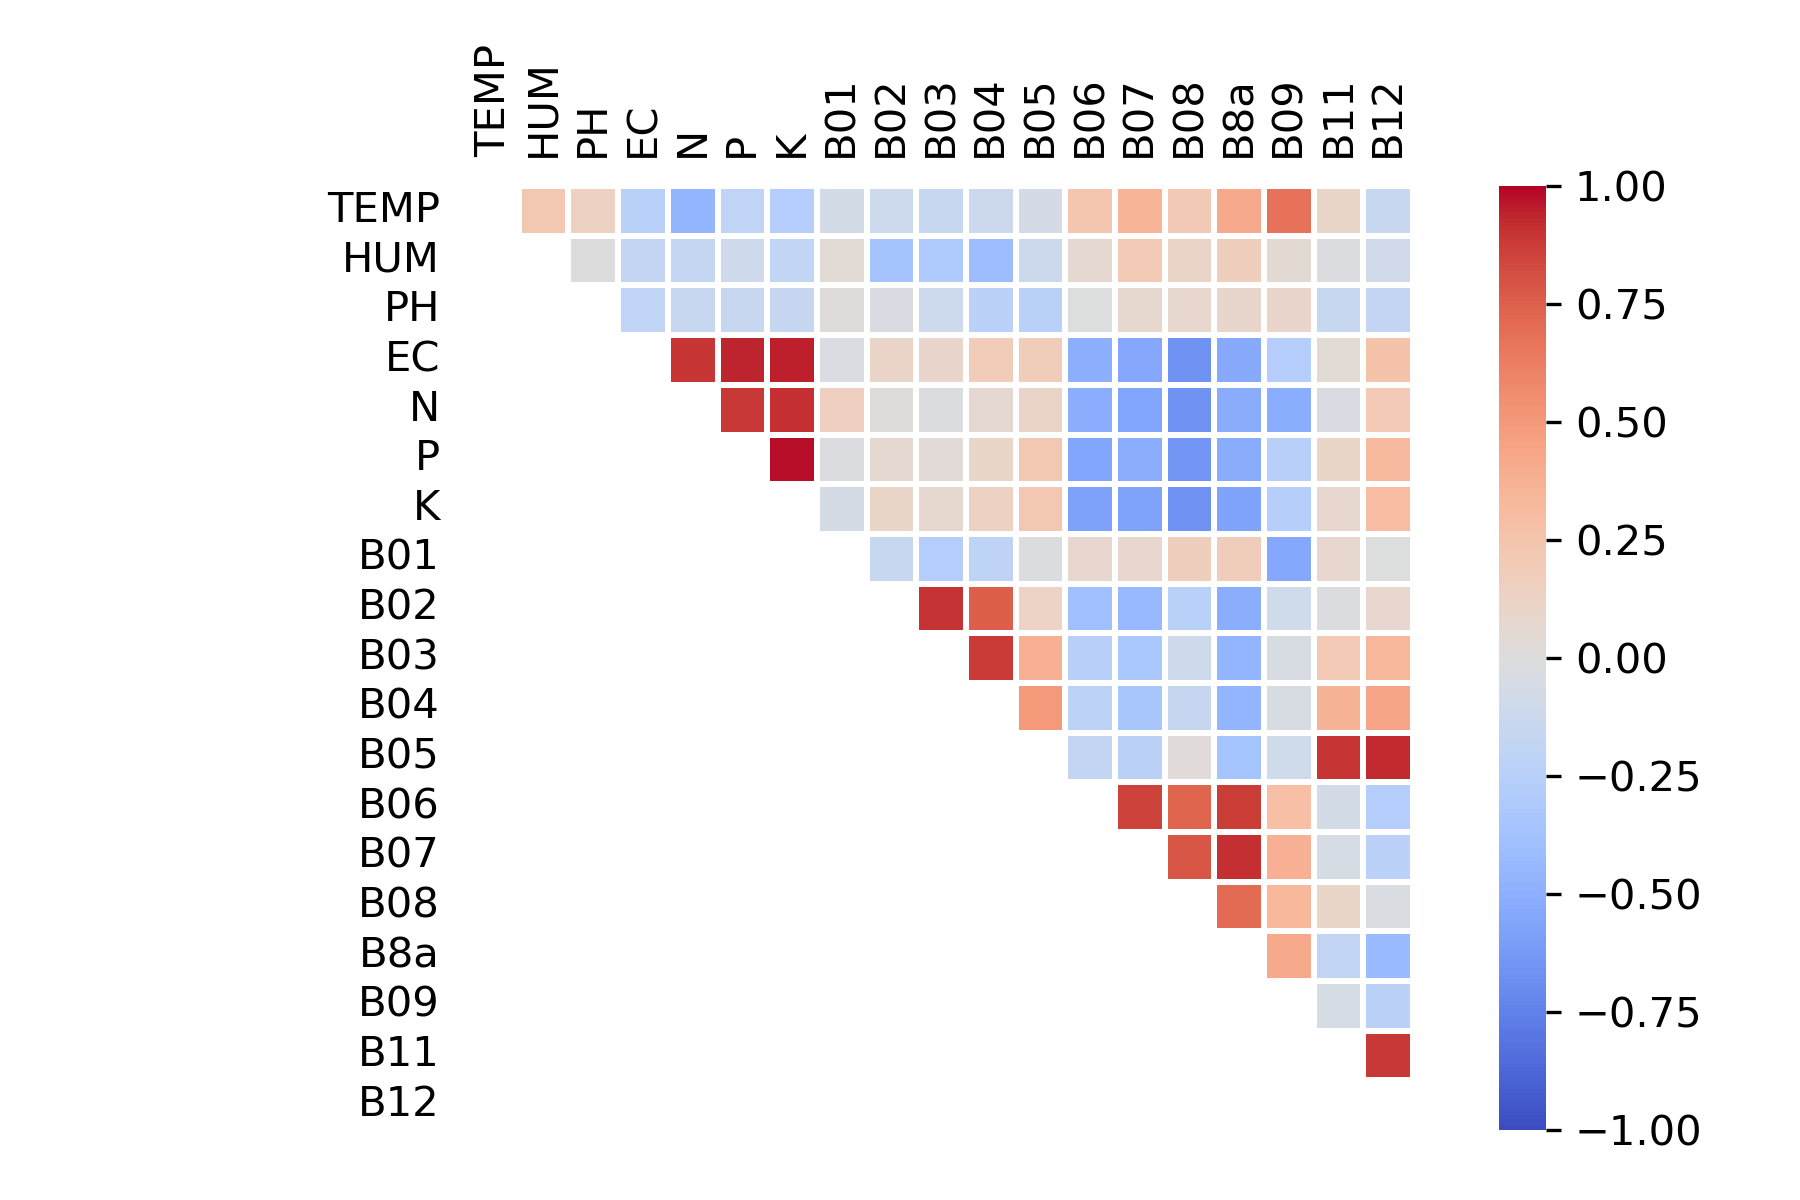 TEMP HUM PH EC N P K B01 B02 B03 B04 B05 B06 B07 B08 B8a B09 B11 B12
TEMP
HUM
PH
EC
N
P
K
B01
B02
B03
B04
B05
B06
B07
B08
B8a
B09
B11
B12
1.00
0.75
0.50
0.25
0.00
−0.25
−0.50
−0.75
−1.00